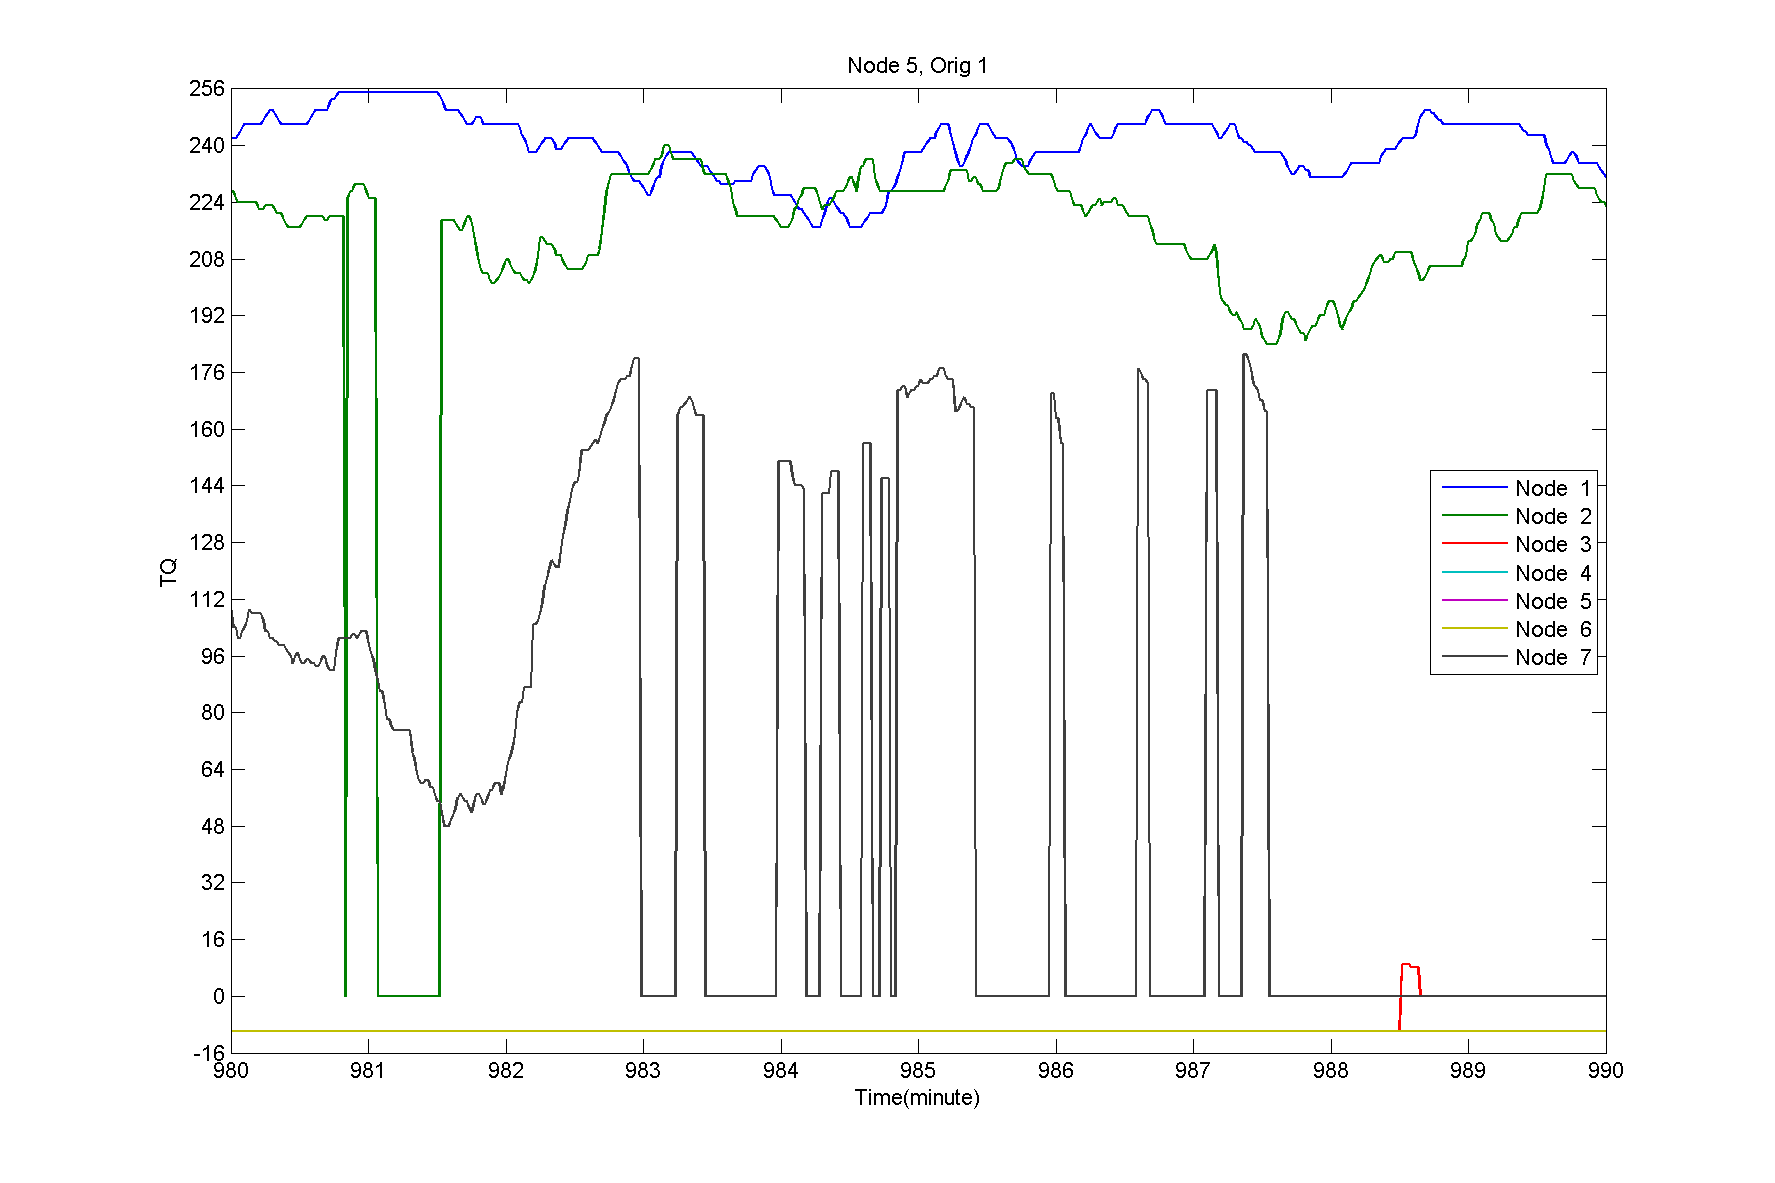 Node 5, Orig 1
256
240
224
208
192
176
160
144
128
112
96
80
64
48
32
16
0
-16
TQ
Node 1
Node 2
Node 3
Node 4
Node 5
Node 6
Node 7
980 981 982 983 984 985 986 987 988 989 990
Time(minute)